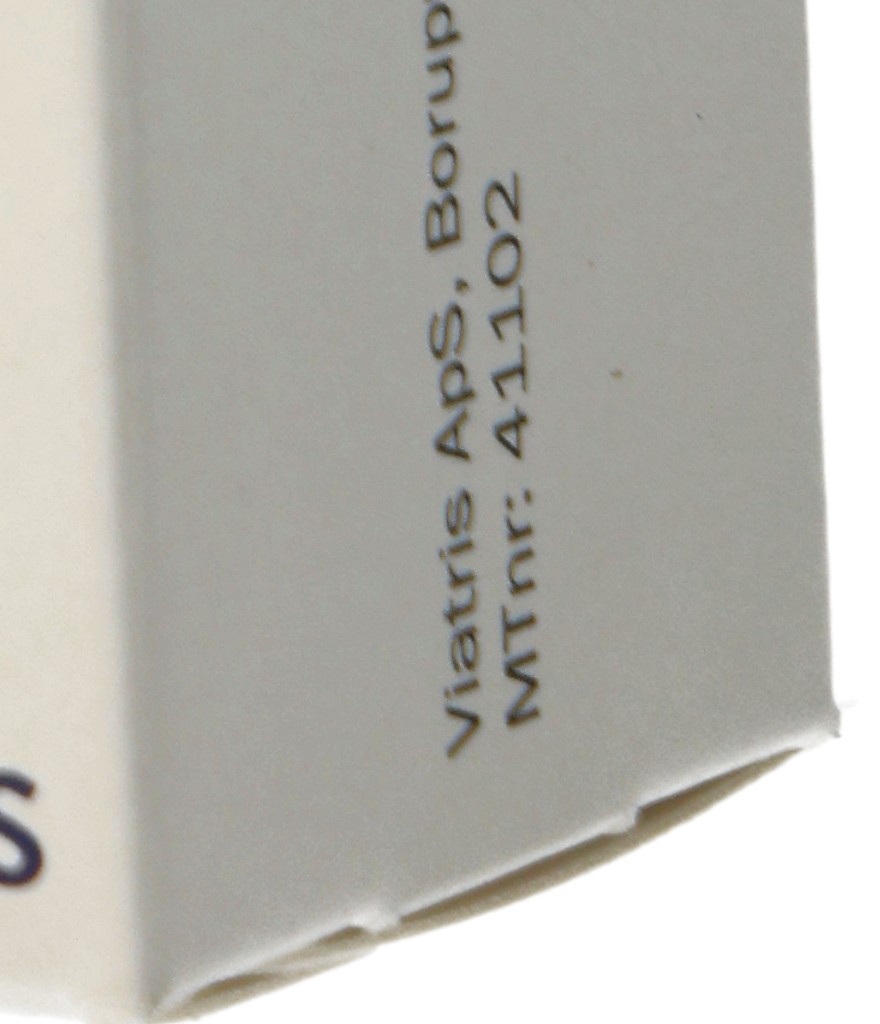 Viatris ApS, Borup
MTnr: 41102
s